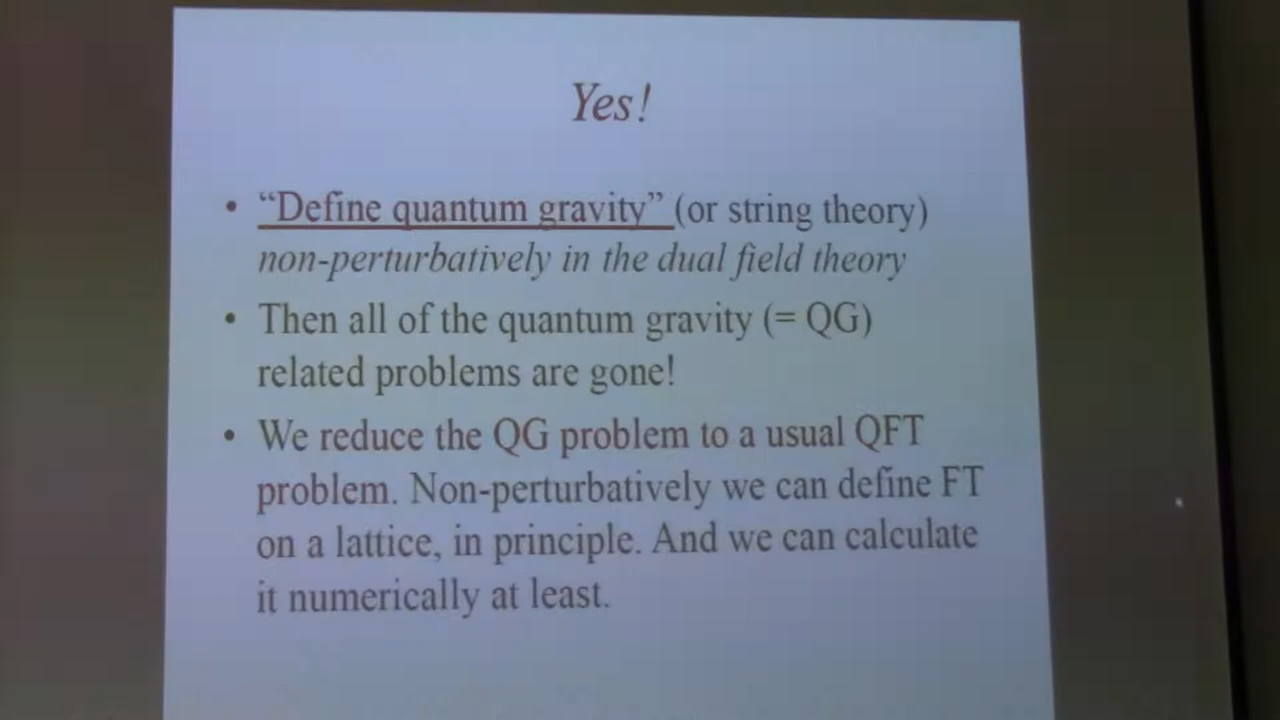 Yes!
• “Define quantum gravity” (or string theory)
non-perturbatively in the dual field theory
• Then all of the quantum gravity (= QG)
related problems are gone!
• We reduce the QG problem to a usual QFT
problem. Non-perturbatively we can define FT
on a lattice, in principle. And we can calculate
it numerically at least.